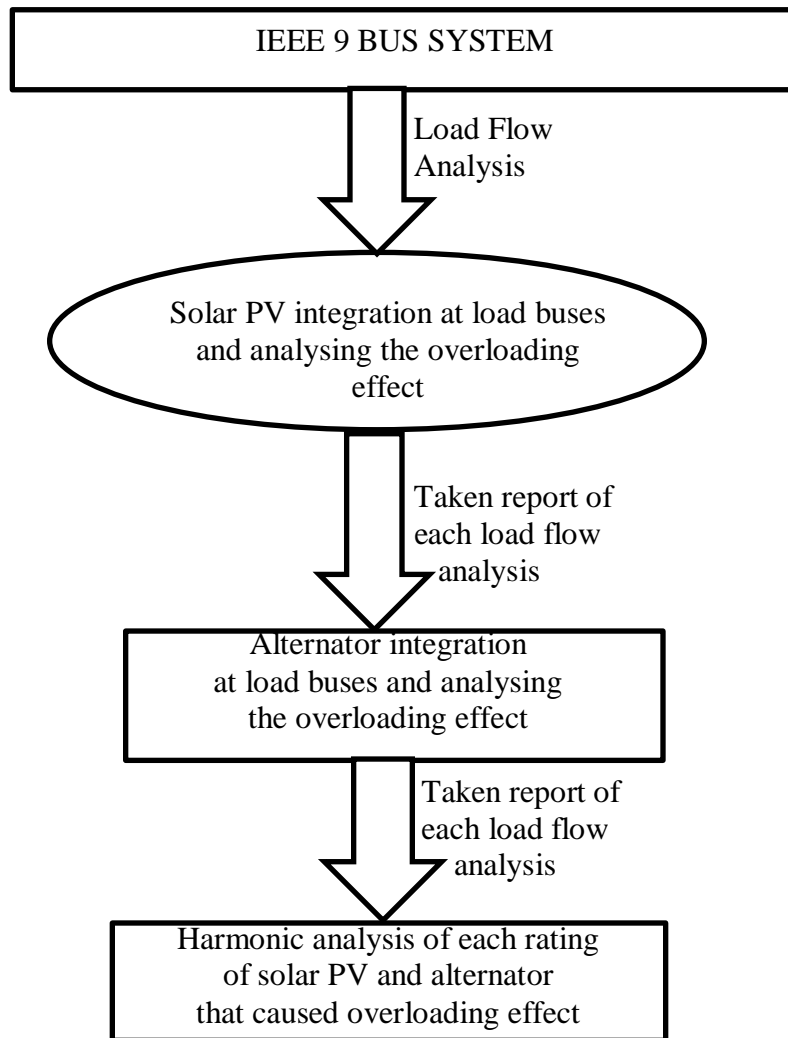 IEEE 9 BUS SYSTEM
Load Flow
Analysis
Solar PV integration at load buses
and analysing the overloading
effect
Taken report of
each load flow
analysis
Alternator integration
at load buses and analysing
the overloading effect
Taken report of
each load flow
analysis
Harmonic analysis of each rating
of solar PV and alternator
that caused overloading effect